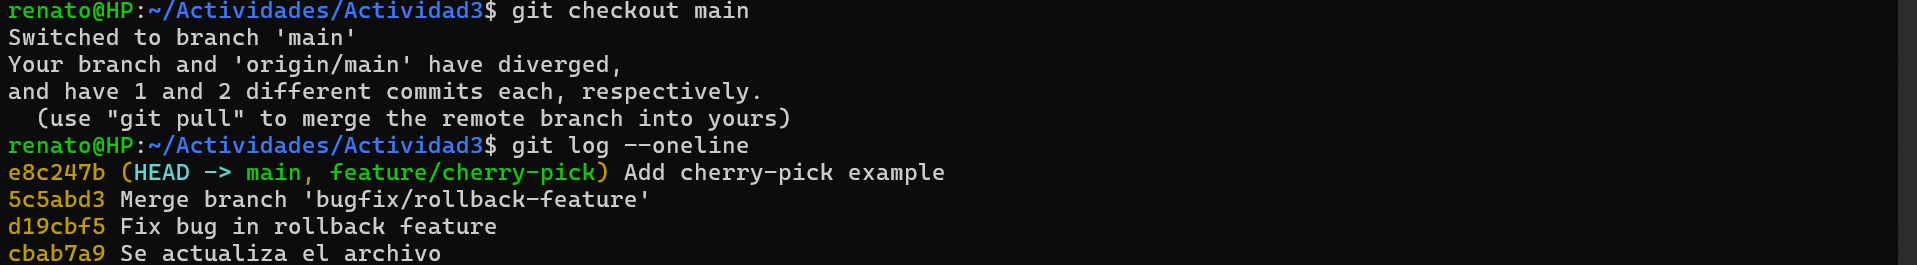 renato@HP:~/Actividades/Actividad3$ git checkout main
Switched to branch 'main'
Your branch and 'origin/main' have diverged,
and have 1 and 2 different commits each, respectively.
  (use "git pull" to merge the remote branch into yours)
renato@HP:~/Actividades/Actividad3$ git log --oneline
e8c247b (HEAD -> main, feature/cherry-pick) Add cherry-pick example
5c5abd3 Merge branch 'bugfix/rollback-feature'
d19cbf5 Fix bug in rollback feature
cbab7a9 Se actualiza el archivo